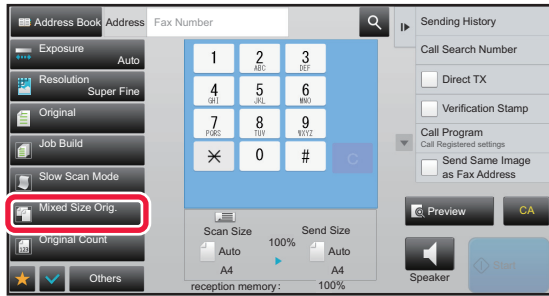 Address Book
Address
Fax Number
Sending History
Exposure
Auto
Call Search Number
Resolution
Super Fine
Direct TX
Original
Verification Stamp
Job Build
Call Program
Call Registered settings
Slow Scan Mode
Send Same Image
as Fax Address
Mixed Size Orig.
Original Count
Others
1
2
ABC
3
DEF
4
GHI
5
JKL
6
MNO
7
PQRS
8
TUV
9
WXYZ
0
#
C
Scan Size
100%
Send Size
Auto
Auto
A4
A4
reception memory:
100%
Preview
CA
Speaker
Start
123